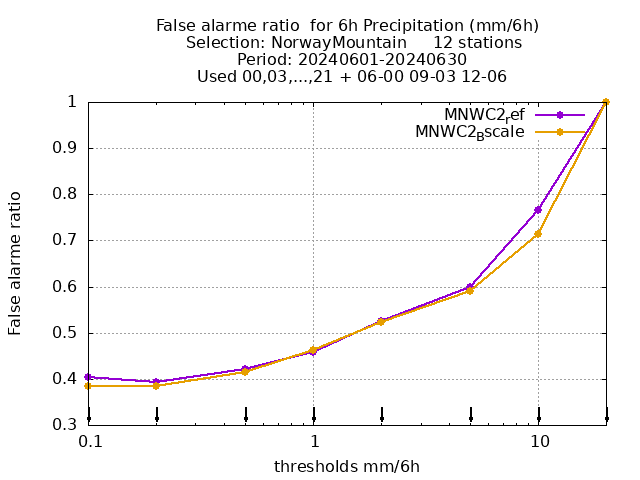 False alarme ratio  for 6h Precipitation (mm/6h)
Selection: NorwayMountain     12 stations
Period: 20240601-20240630
Used 00,03,...,21 + 06-00 09-03 12-06
MNWC2ref
MNWC2Bscale
1
0.9
0.8
0.7
0.6
0.5
0.4
0.3
False alarme ratio
0.1 1 10
thresholds mm/6h